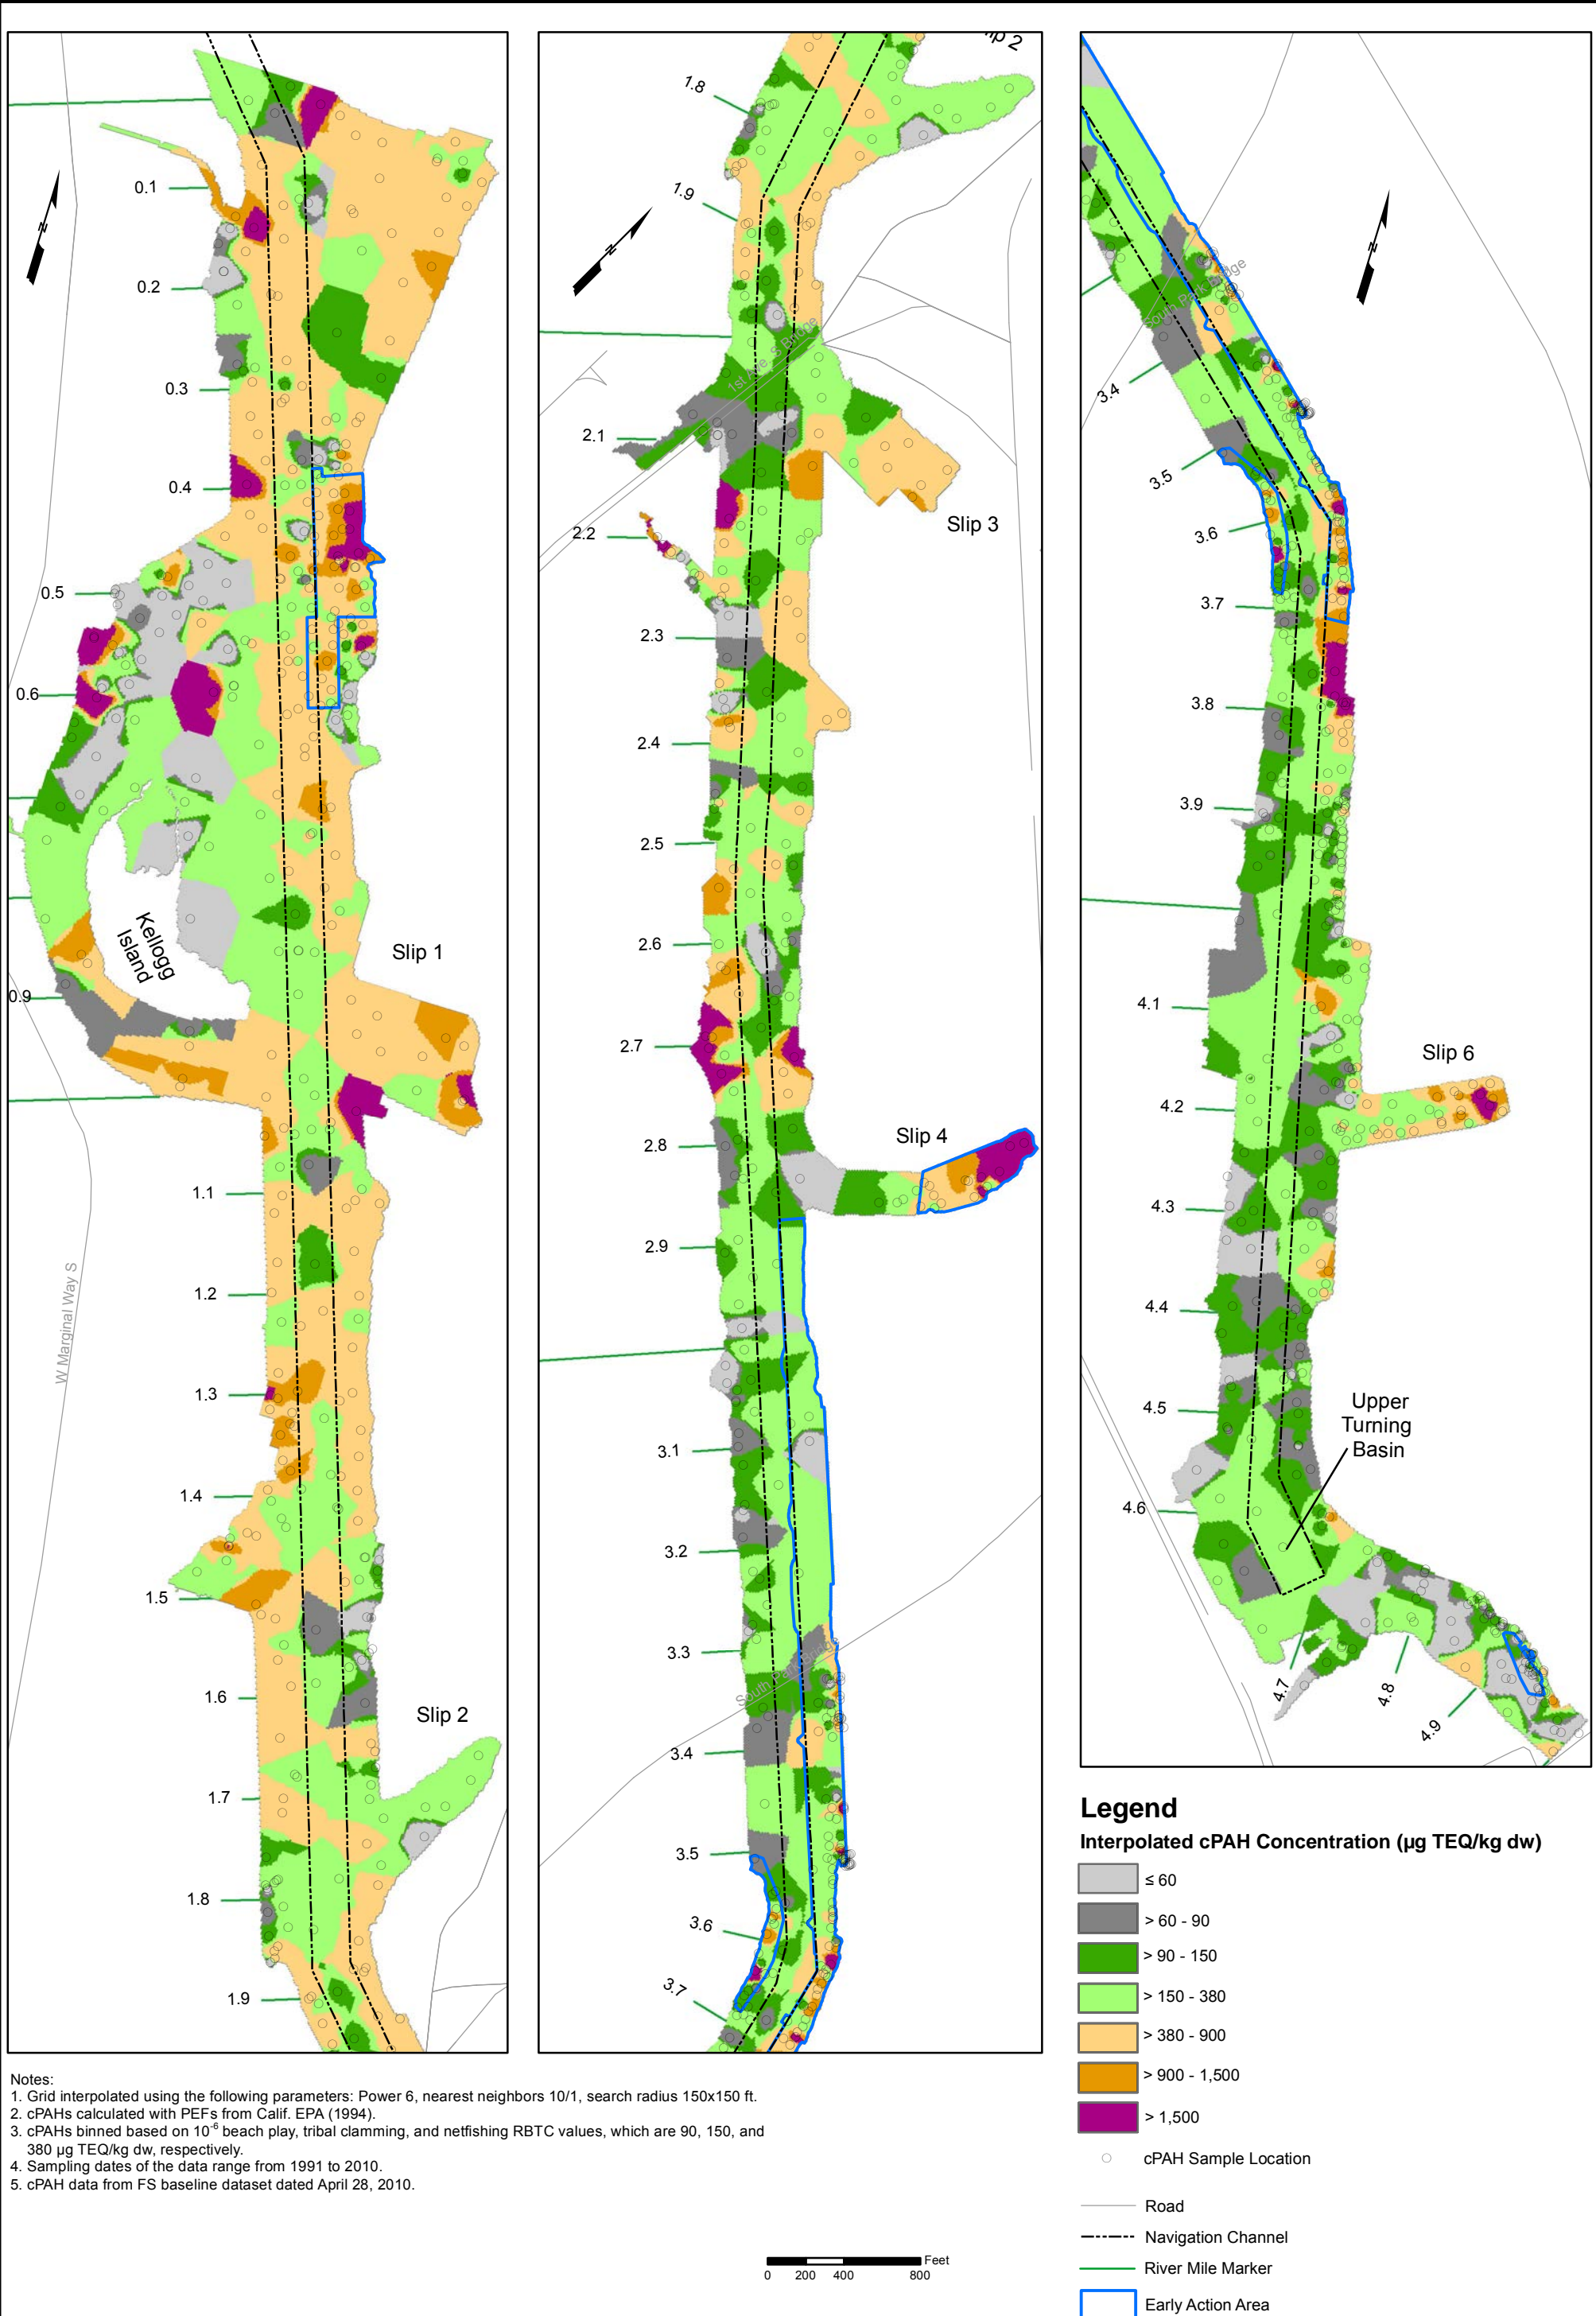 N
0.1
0.2
0.3
0.4
0.5
0.6
0.9
Kellogg
Island
Slip 1
1.1
1.2
W Marginal Way S
1.3
1.4
1.5
1.6
Slip 2
1.7
1.8
1.9
Slip 2
1.8
1.9
N
1st Ave. S Bridge
2.1
Slip 3
2.2
2.3
2.4
2.5
2.6
2.7
Slip 4
2.8
2.9
3.1
3.2
3.3
South Park
3.4
3.5
3.6
3.7
N
South Park Bridge
3.4
3.5
3.6
3.7
3.8
3.9
4.1
Slip 6
4.2
4.3
4.4
4.5
Upper
Turning
Basin
4.6
4.7
4.8
4.9
Legend
Interpolated cPAH Concentration (µg TEQ/kg dw)
≤ 60
> 60 - 90
> 90 - 150
> 150 - 380
> 380 - 900
> 900 - 1,500
> 1,500
cPAH Sample Location
Road
Navigation Channel
River Mile Marker
Early Action Area
Notes:
1. Grid interpolated using the following parameters: Power 6, nearest neighbors 10/1, search radius 150x150 ft.
2. cPAHs calculated with PEFs from Calif. EPA (1994).
3. cPAHs binned based on 10-6 beach play, tribal clamming, and netfishing RBTC values, which are 90, 150, and
380 µg TEQ/kg dw, respectively.
4. Sampling dates of the data range from 1991 to 2010.
5. cPAH data from FS baseline dataset dated April 28, 2010.
Feet
0 200 400 800